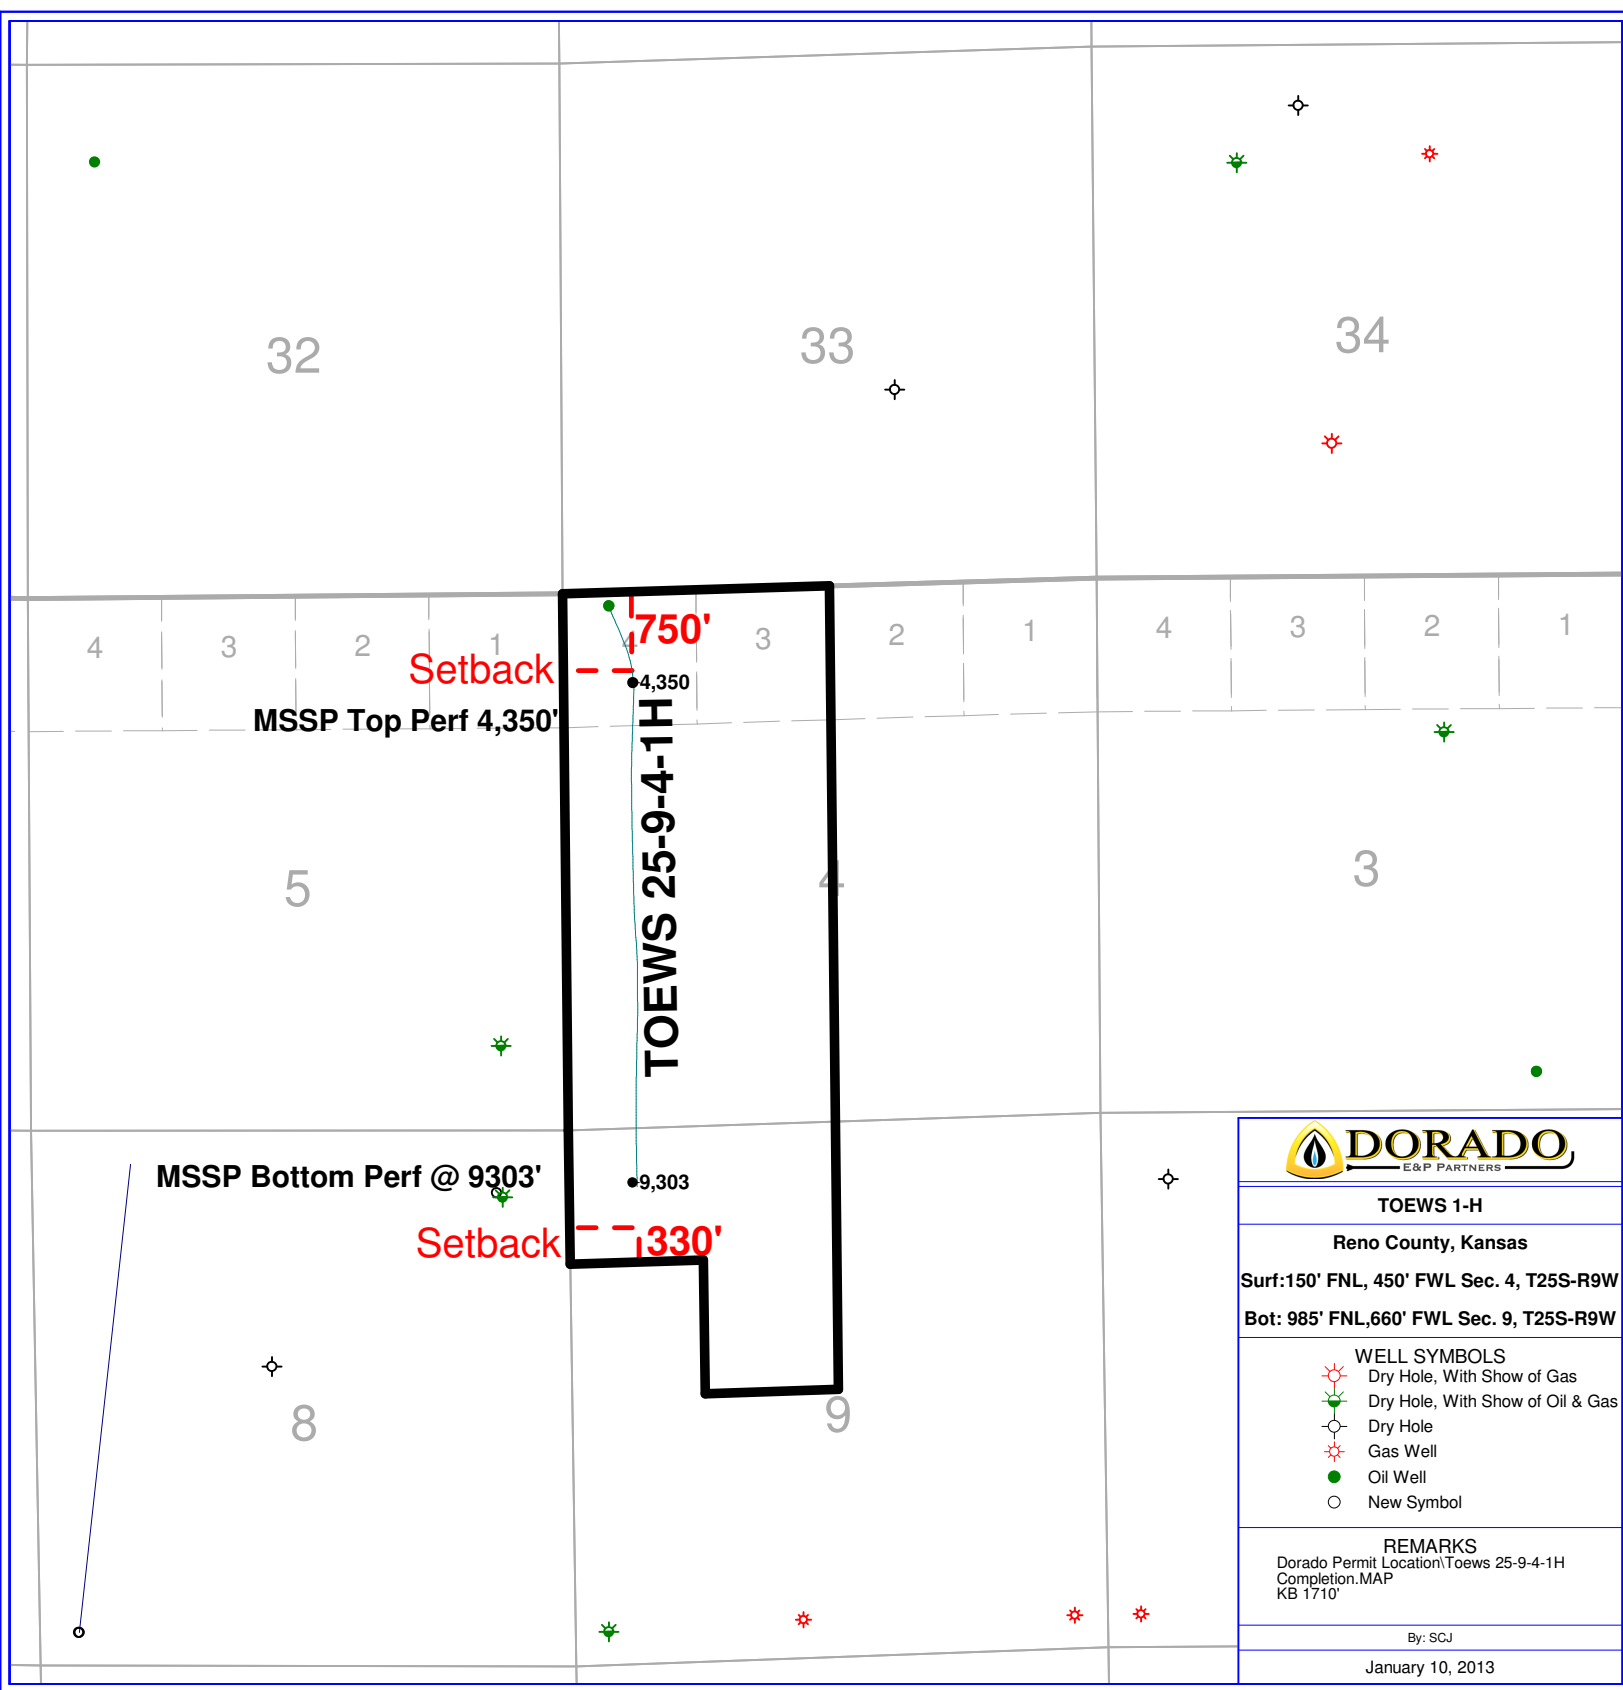 32
33
34
4
3
2
1
4
3
2
1
4
3
2
1
750'
Setback
4,350
MSSP Top Perf 4,350'
TOEWS 25-9-4-1H
5
4
3
MSSP Bottom Perf @ 9303'
9,303
Setback
330'
8
9
DORADO
E&P PARTNERS
TOEWS 1-H
Reno County, Kansas
Surf:150' FNL, 450' FWL Sec. 4, T25S-R9W
Bot: 985' FNL,660' FWL Sec. 9, T25S-R9W
WELL SYMBOLS
Dry Hole, With Show of Gas
Dry Hole, With Show of Oil & Gas
Dry Hole
Gas Well
Oil Well
New Symbol
REMARKS
Dorado Permit Location\Toews 25-9-4-1H
Completion.MAP
KB 1710'
By: SCJ
January 10, 2013